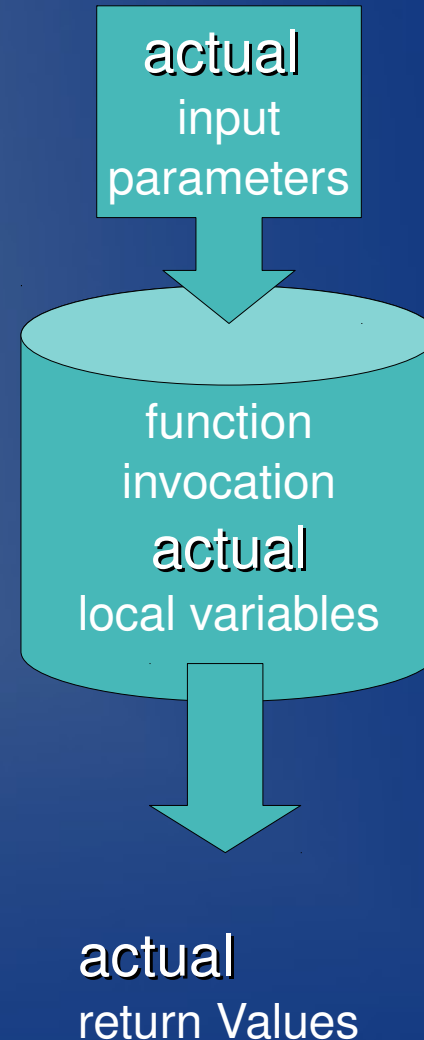 actual
input
parameters
function
invocation
actual
local variables
actual
return Values